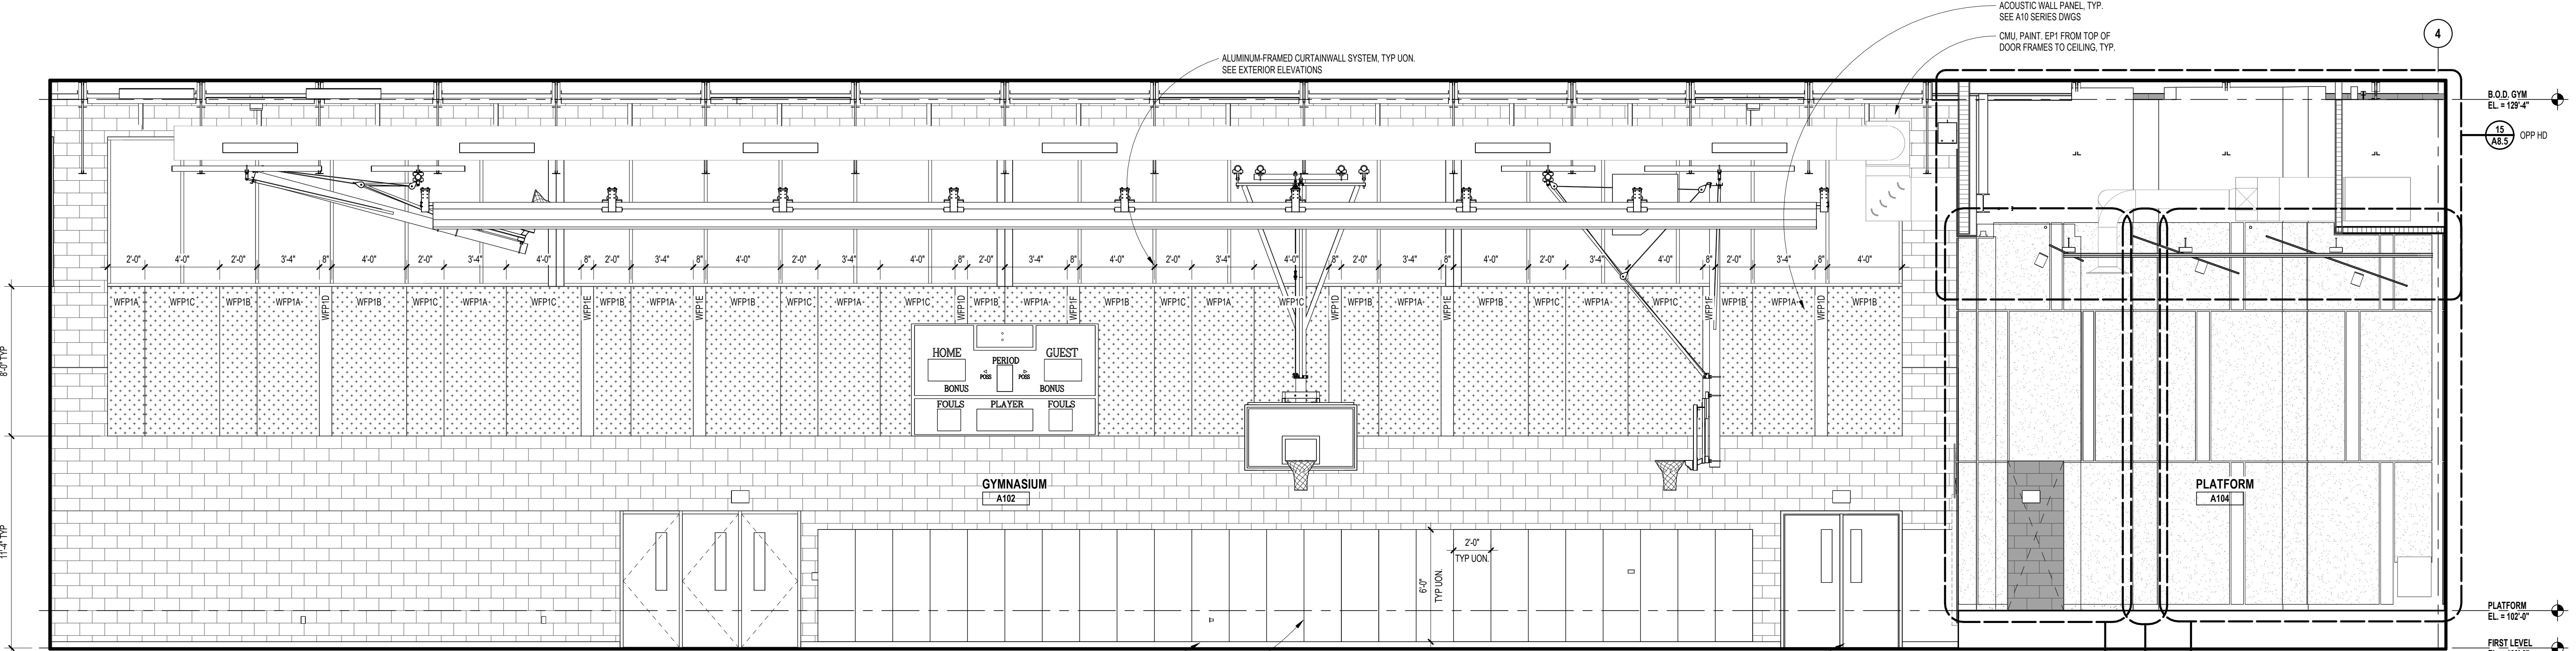 ACOUSTIC WALL PANEL, TYP.
SEE A10 SERIES DWGS
CMU, PAINT. EP1 FROM TOP OF
DOOR FRAMES TO CEILING, TYP.
4
ALUMINUM-FRAMED CURTAINWALL SYSTEM, TYP UON.
SEE EXTERIOR ELEVATIONS
B.O.D. GYM
EL. = 129'-4"
15
A8.5
OPP HD
2'-0" 4'-0" 2'-0" 3'-4" 8" 4'-0" 2'-0" 3'-4" 4'-0" 8" 2'-0" 3'-4" 8" 4'-0" 2'-0" 3'-4" 4'-0" 8" 2'-0" 3'-4" 8" 4'-0" 2'-0" 3'-4" 4'-0" 8" 2'-0" 3'-4" 8" 4'-0" 2'-0" 3'-4" 4'-0" 8" 2'-0" 3'-4" 8" 4'-0"
WFP1A WFP1C WFP1B WFP1A WFP1D WFP1B WFP1C WFP1A WFP1C WFP1E WFP1B WFP1A WFP1E WFP1B WFP1C WFP1A WFP1C WFP1D WFP1B WFP1A WFP1F WFP1B WFP1C WFP1A WFP1C WFP1D WFP1B WFP1A WFP1E WFP1B WFP1C WFP1A WFP1C WFP1F WFP1B WFP1A WFP1D WFP1B
8'-0" TYP
HOME PERIOD GUEST
POSS POSS
BONUS BONUS
FOULS PLAYER FOULS
GYMNASIUM
A102
PLATFORM
A104
11'-4" TYP
2'-0"
TYP UON.
6'-0"
TYP UON.
PLATFORM
EL. = 102'-0"
FIRST LEVEL